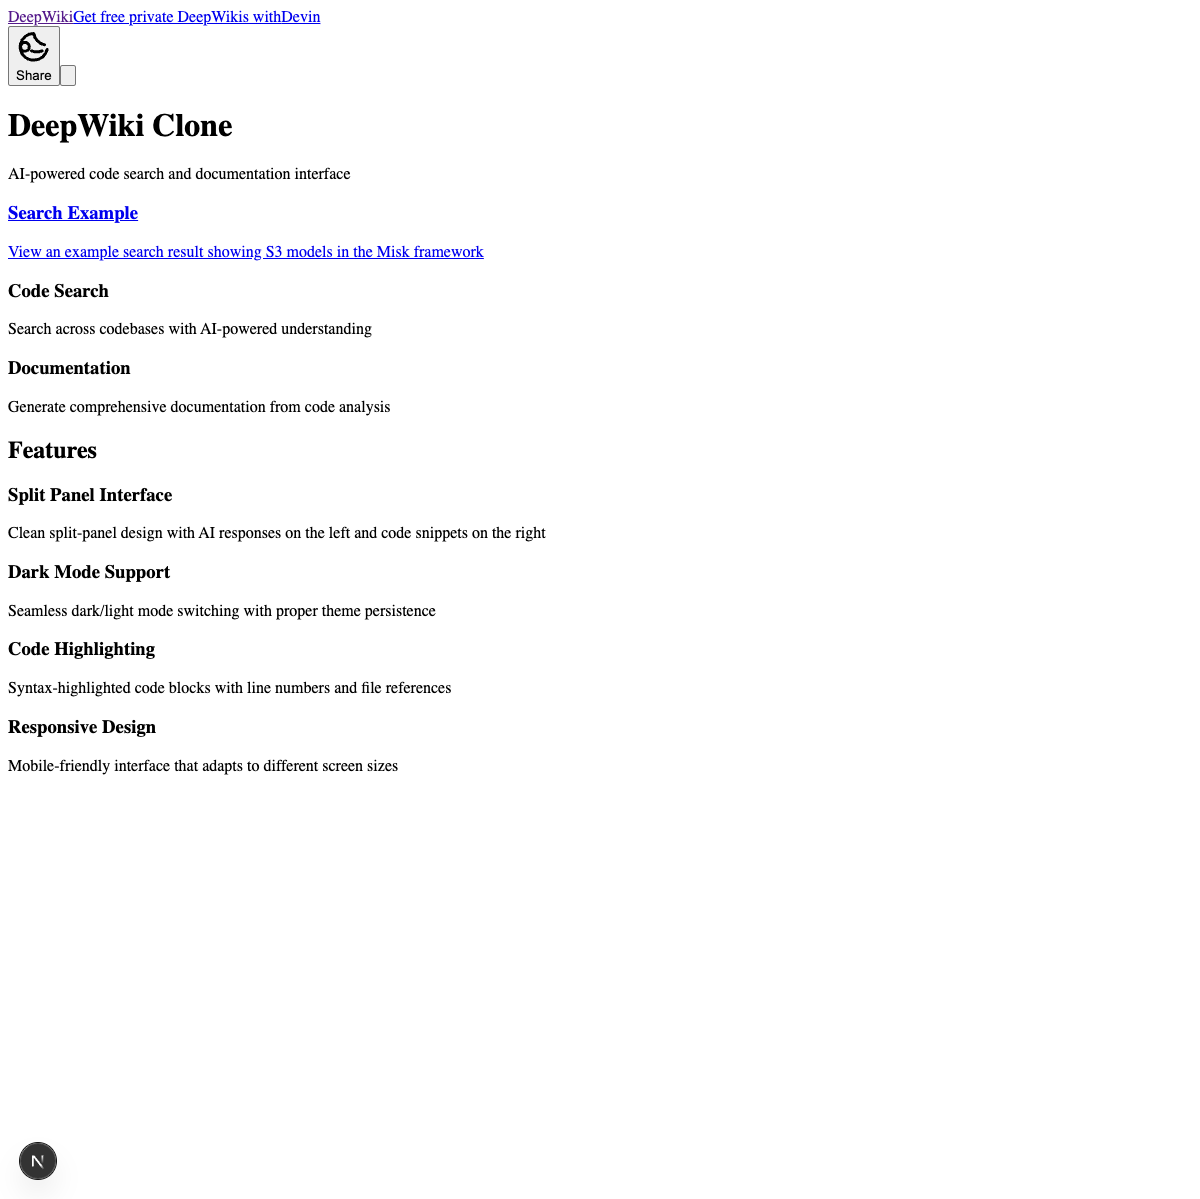 DeepWikiGet free private DeepWikis withDevin
Share
DeepWiki Clone
AI-powered code search and documentation interface
Search Example
View an example search result showing S3 models in the Misk framework
Code Search
Search across codebases with AI-powered understanding
Documentation
Generate comprehensive documentation from code analysis
Features
Split Panel Interface
Clean split-panel design with AI responses on the left and code snippets on the right
Dark Mode Support
Seamless dark/light mode switching with proper theme persistence
Code Highlighting
Syntax-highlighted code blocks with line numbers and file references
Responsive Design
Mobile-friendly interface that adapts to different screen sizes
N